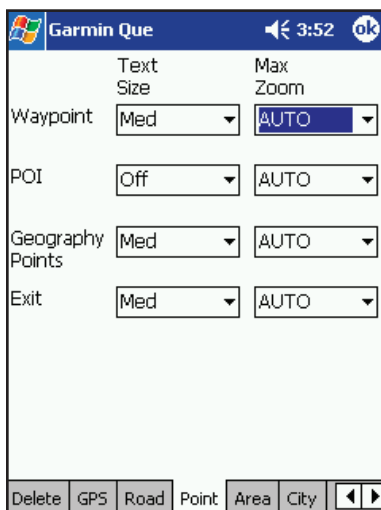 Garmin Que 3:52 ok
Text Size Max Zoom
Waypoint Med AUTO
POI Off AUTO
Geography Points Med AUTO
Exit Med AUTO
Delete GPS Road Point Area City